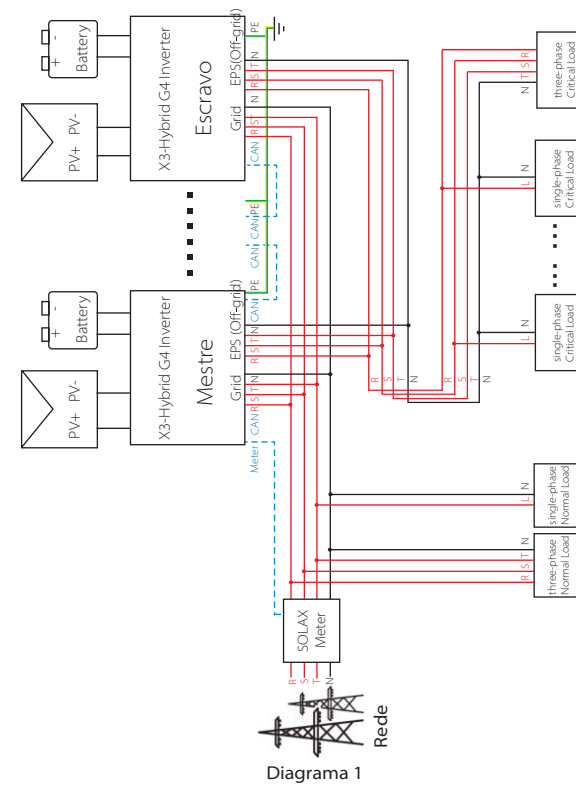 Battery
+ -
PV+ PV-
X3-Hybrid G4 Inverter
Mestre
Grid
EPS (Off-grid)
Meter CAN R S T N R S T N CAN PE
Battery
+ -
PV+ PV-
X3-Hybrid G4 Inverter
Escravo
Grid
EPS(Off-grid)
CAN R S T N R S T N PE
CAN CAN PE
SOLAX
Meter
R
S
T
N
Rede
R
S
T
N
R
S
T
N
three-phase
Normal Load
R S T N
single-phase
Normal Load
L N
single-phase
Critical Load
L N
single-phase
Critical Load
L N
three-phase
Critical Load
N T S R
Diagrama 1